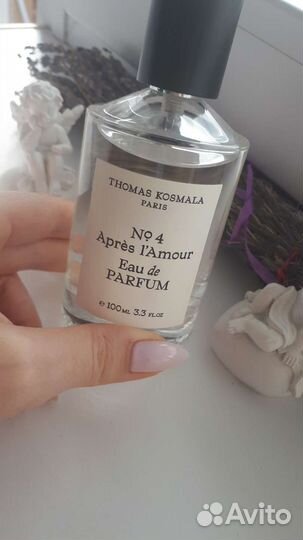 THOMAS KOSMALA
PARIS
Nº 4
Après l'Amour
Eau de
PARFUM
e 100ML 3.3 FL.OZ
Avito